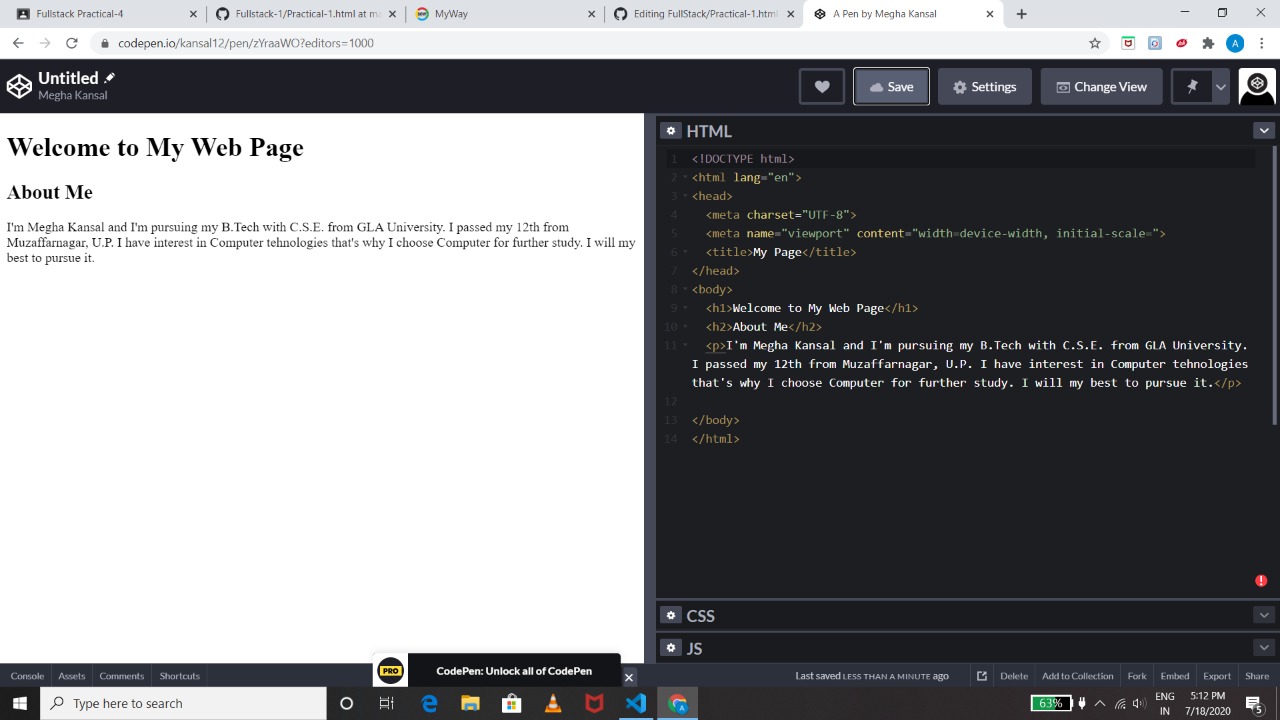 Fullstack Practical-4
Fullstack-1/Practical-1.html at ma
MyWay
Editing FullStack/Practical-1.html
A Pen by Megha Kansal
codepen.io/kansal12/pen/zYraaWO?editors=1000
A
Untitled
Megha Kansal
Save
Settings
Change View
Welcome to My Web Page
About Me
I'm Megha Kansal and I'm pursuing my B.Tech with C.S.E. from GLA University. I passed my 12th from
Muzaffarnagar, U.P. I have interest in Computer tehnologies that's why I choose Computer for further study. I will my
best to pursue it.
HTML
1 <!DOCTYPE html>
2 <html lang="en">
3 <head>
4 <meta charset="UTF-8">
5 <meta name="viewport" content="width=device-width, initial-scale=">
6 <title>My Page</title>
7 </head>
8 <body>
9 <h1>Welcome to My Web Page</h1>
10 <h2>About Me</h2>
11 <p>I'm Megha Kansal and I'm pursuing my B.Tech with C.S.E. from GLA University.
I passed my 12th from Muzaffarnagar, U.P. I have interest in Computer tehnologies
that's why I choose Computer for further study. I will my best to pursue it.</p>
12
13 </body>
14 </html>
CSS
JS
Console Assets Comments Shortcuts
PRO CodePen: Unlock all of CodePen
Last saved LESS THAN A MINUTE ago
Delete Add to Collection Fork Embed Export Share
Type here to search
63%
ENG
IN
5:12 PM
7/18/2020
5